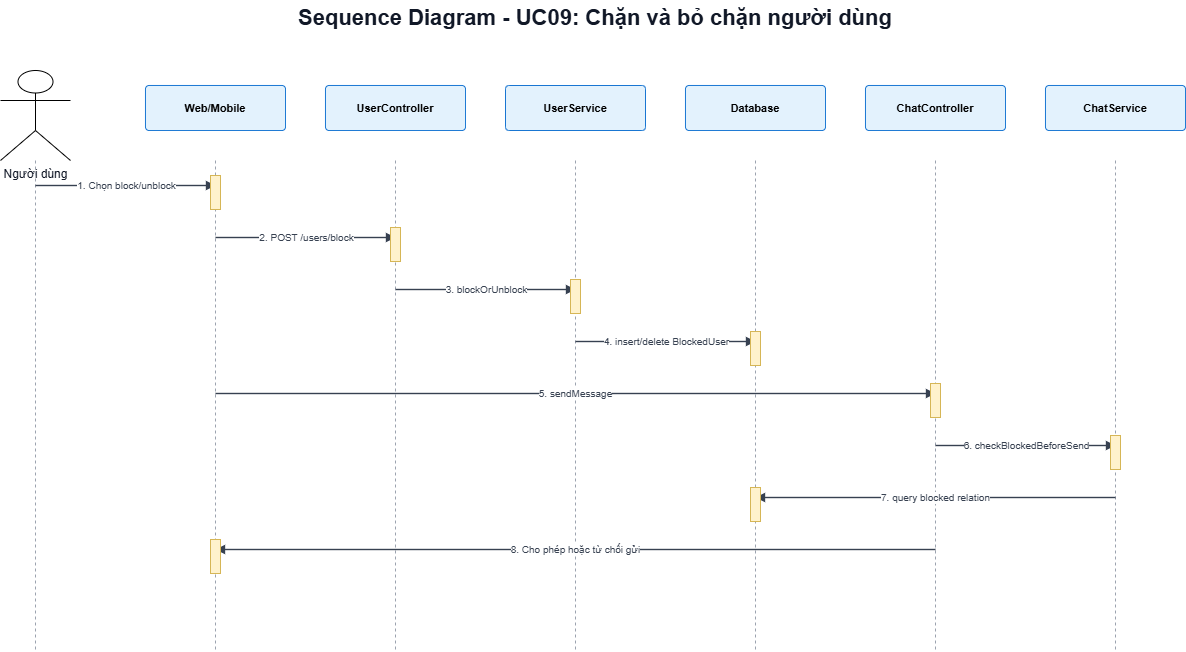 Sequence Diagram - UC09: Chặn và bỏ chặn người dùng
Web/Mobile
UserController
UserService
Database
ChatController
ChatService
Người dùng
1. Chọn block/unblock
2. POST /users/block
3. blockOrUnblock
4. insert/delete BlockedUser
5. sendMessage
6. checkBlockedBeforeSend
7. query blocked relation
8. Cho phép hoặc từ chối gửi